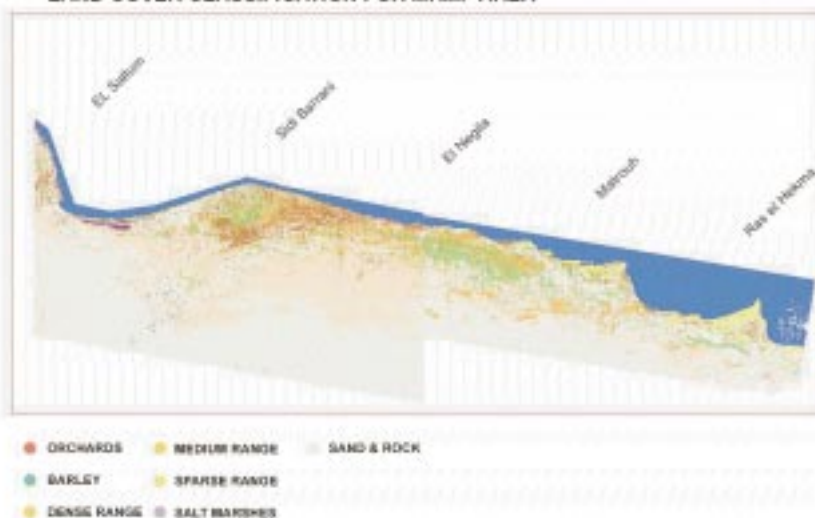 EL Salloum
Sidi Barrani
El Negila
Matrouh
Ras el Hekma
ORCHARDS
MEDIUM RANGE
SAND & ROCK
BARLEY
SPARSE RANGE
DENSE RANGE
SALT MARSHES